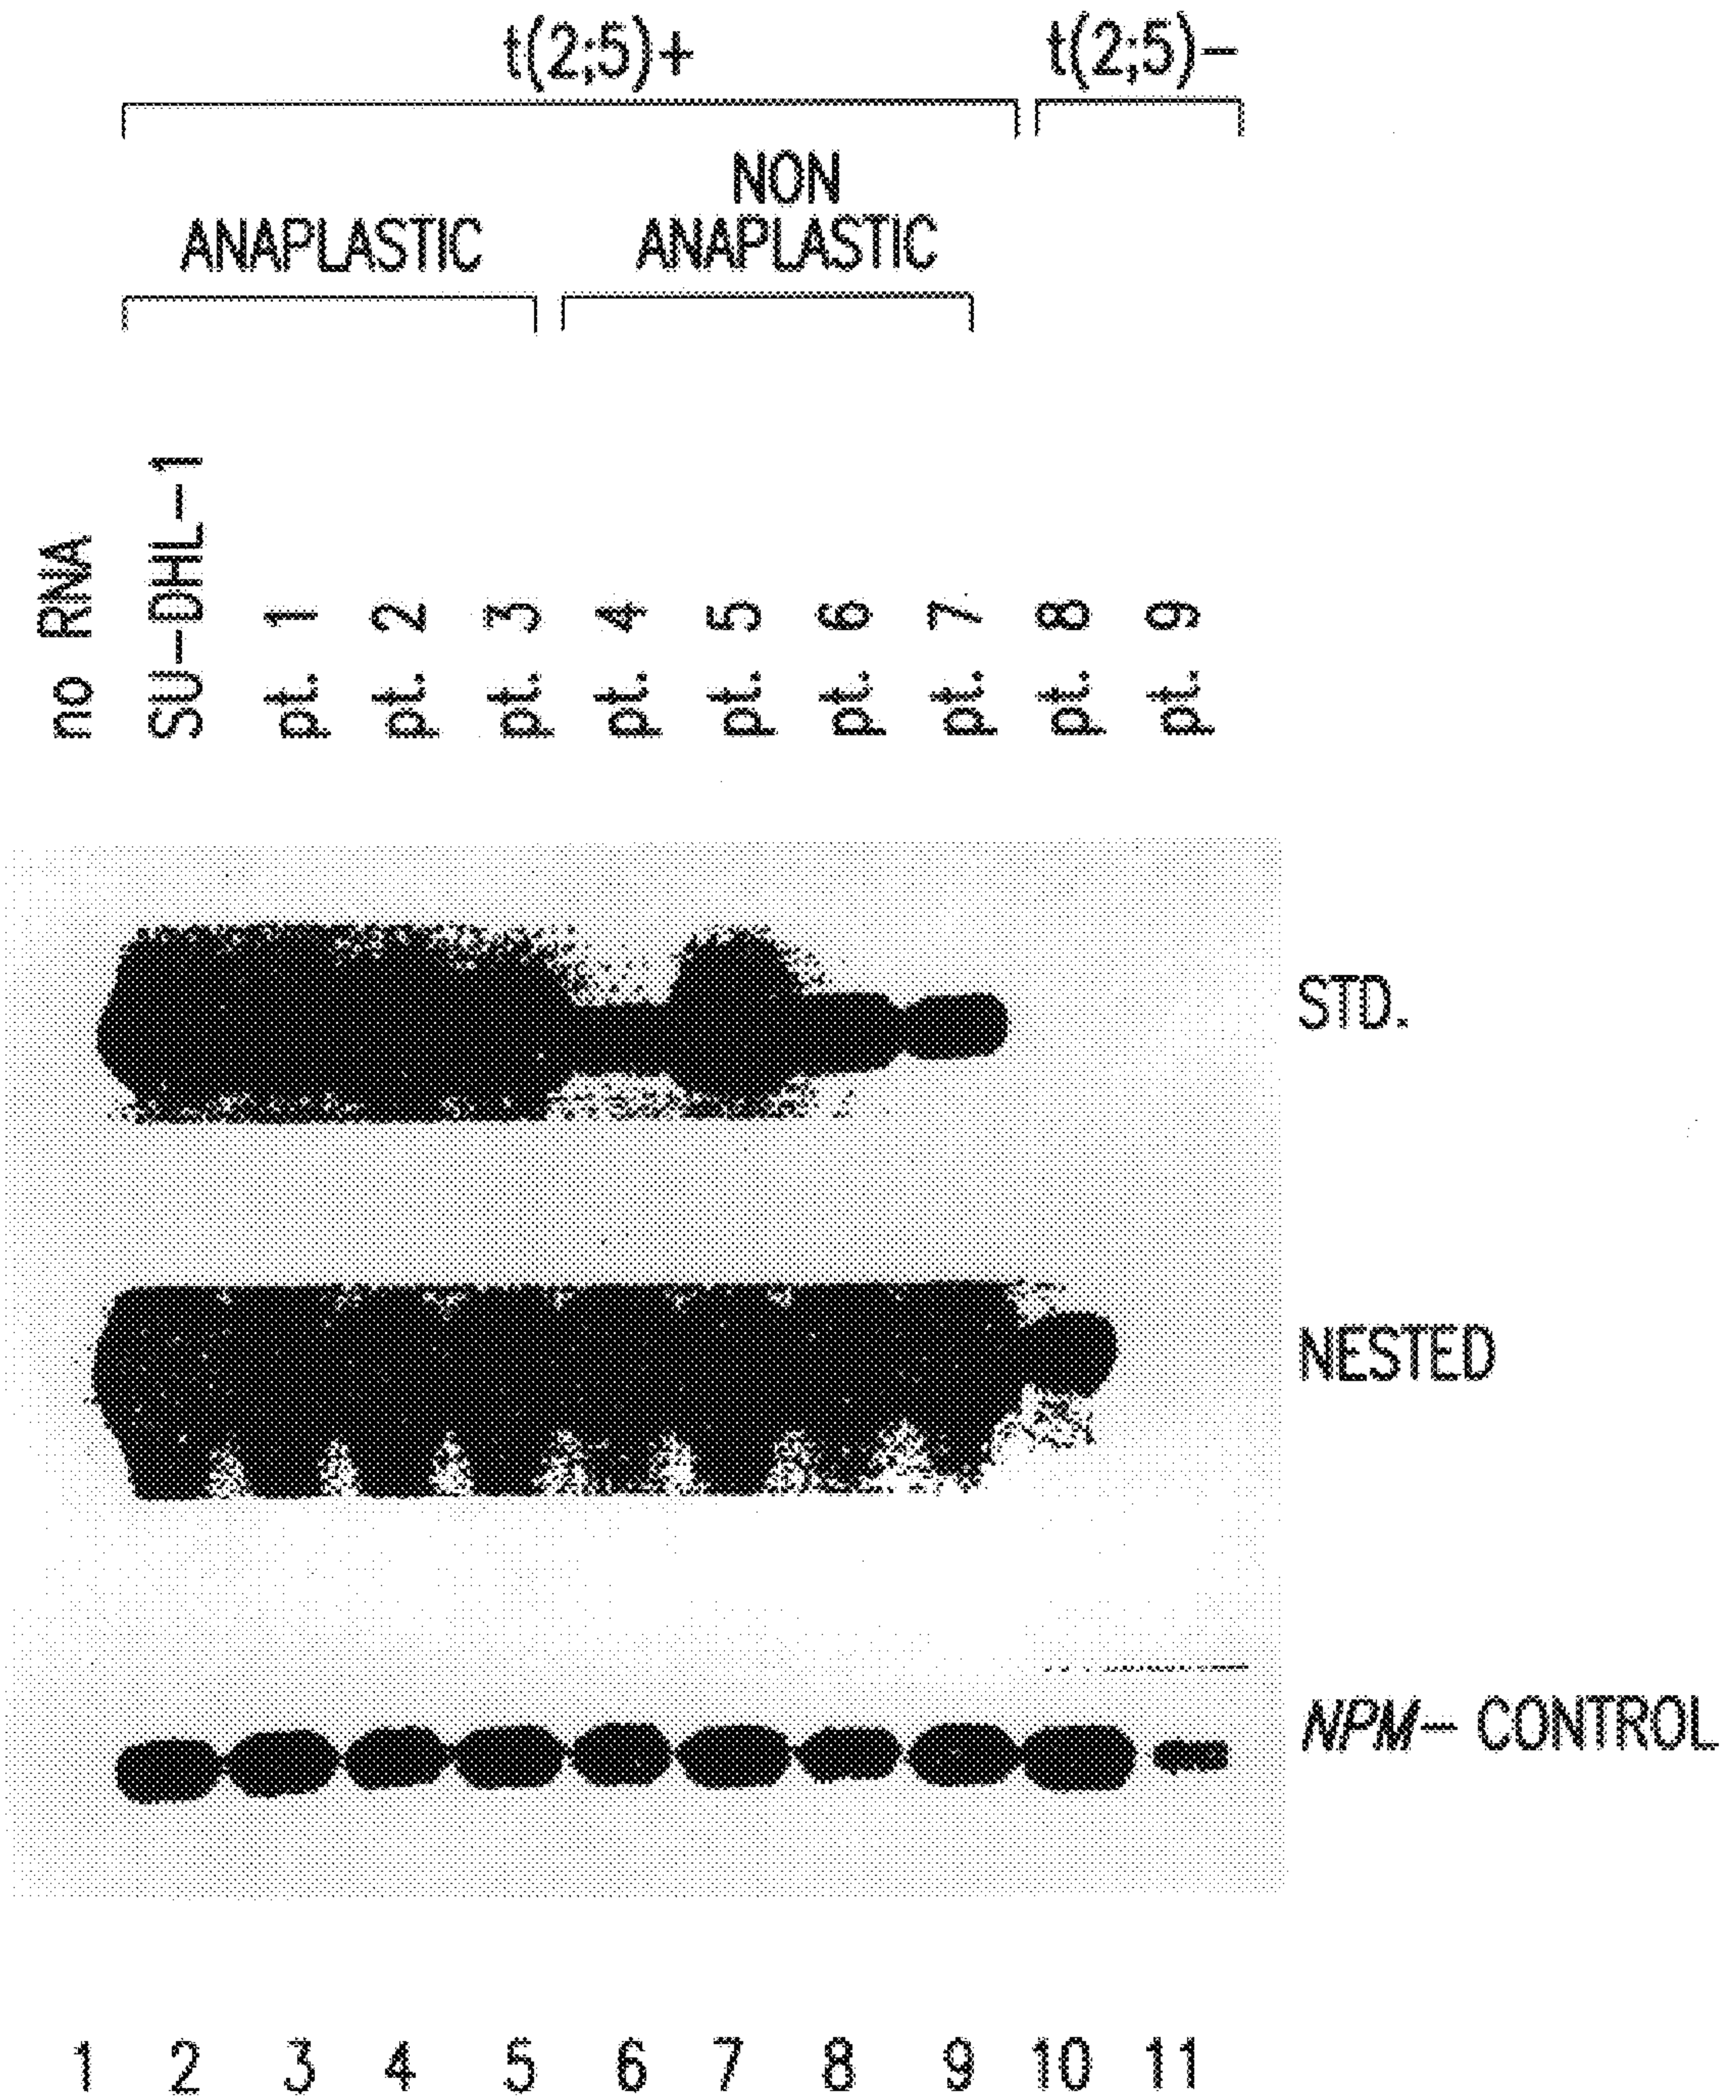 t(2;5)+ t(2;5)−
NON
ANAPLASTIC ANAPLASTIC
no RNA
SU–DHL–1
pt. 1
pt. 2
pt. 3
pt. 4
pt. 5
pt. 6
pt. 7
pt. 8
pt. 9
STD.
NESTED
NPM– CONTROL
1 2 3 4 5 6 7 8 9 10 11